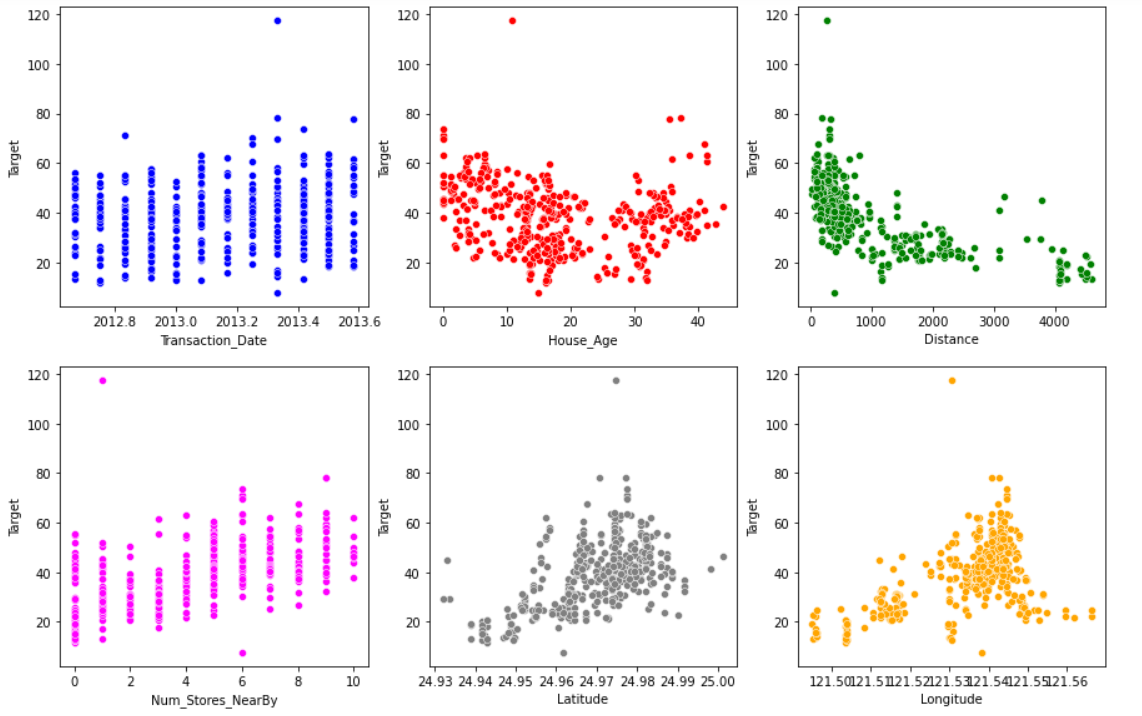 120
100
80
60
40
20
Target
2012.8 2013.0 2013.2 2013.4 2013.6
Transaction_Date
120
100
80
60
40
20
Target
0 10 20 30 40
House_Age
120
100
80
60
40
20
Target
0 1000 2000 3000 4000
Distance
120
100
80
60
40
20
Target
0 2 4 6 8 10
Num_Stores_NearBy
120
100
80
60
40
20
Target
24.93 24.94 24.95 24.96 24.97 24.98 24.99 25.00
Latitude
120
100
80
60
40
20
Target
121.50 121.51 121.52 121.53 121.54 121.55 121.56
Longitude